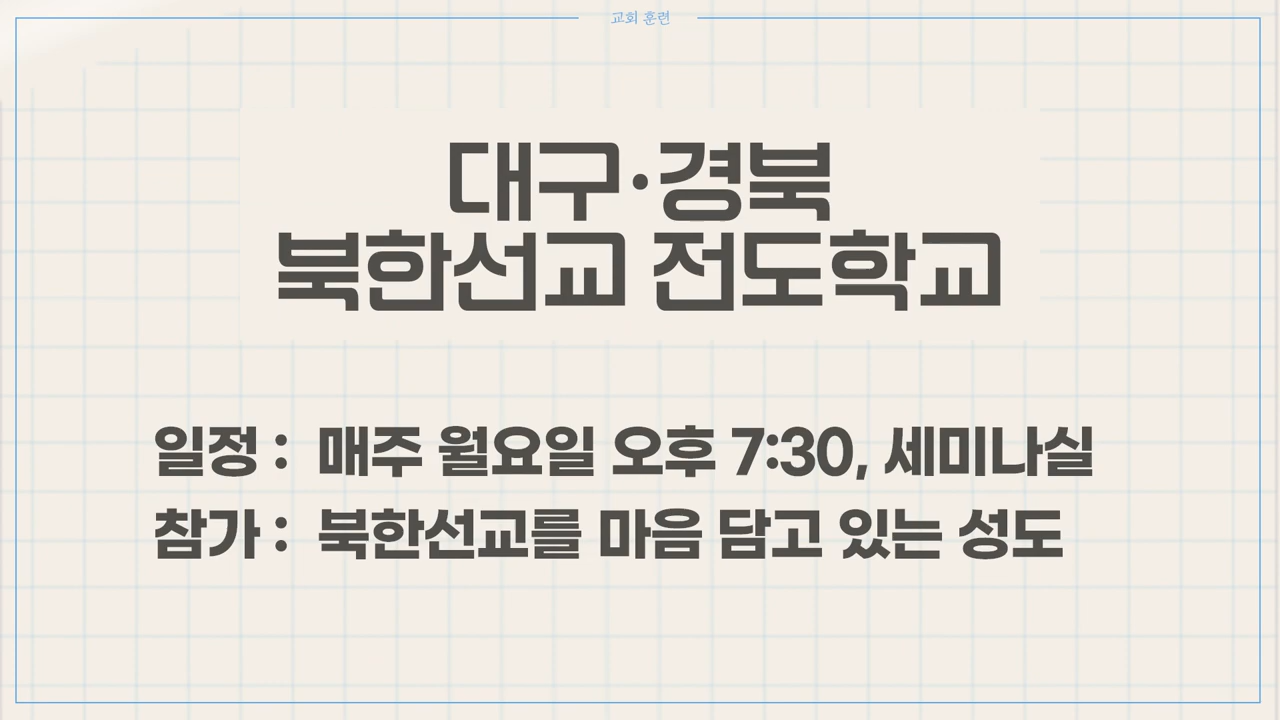 교회 훈련
대구·경북
북한선교 전도학교
일정 : 매주 월요일 오후 7:30, 세미나실
참가 : 북한선교를 마음 담고 있는 성도